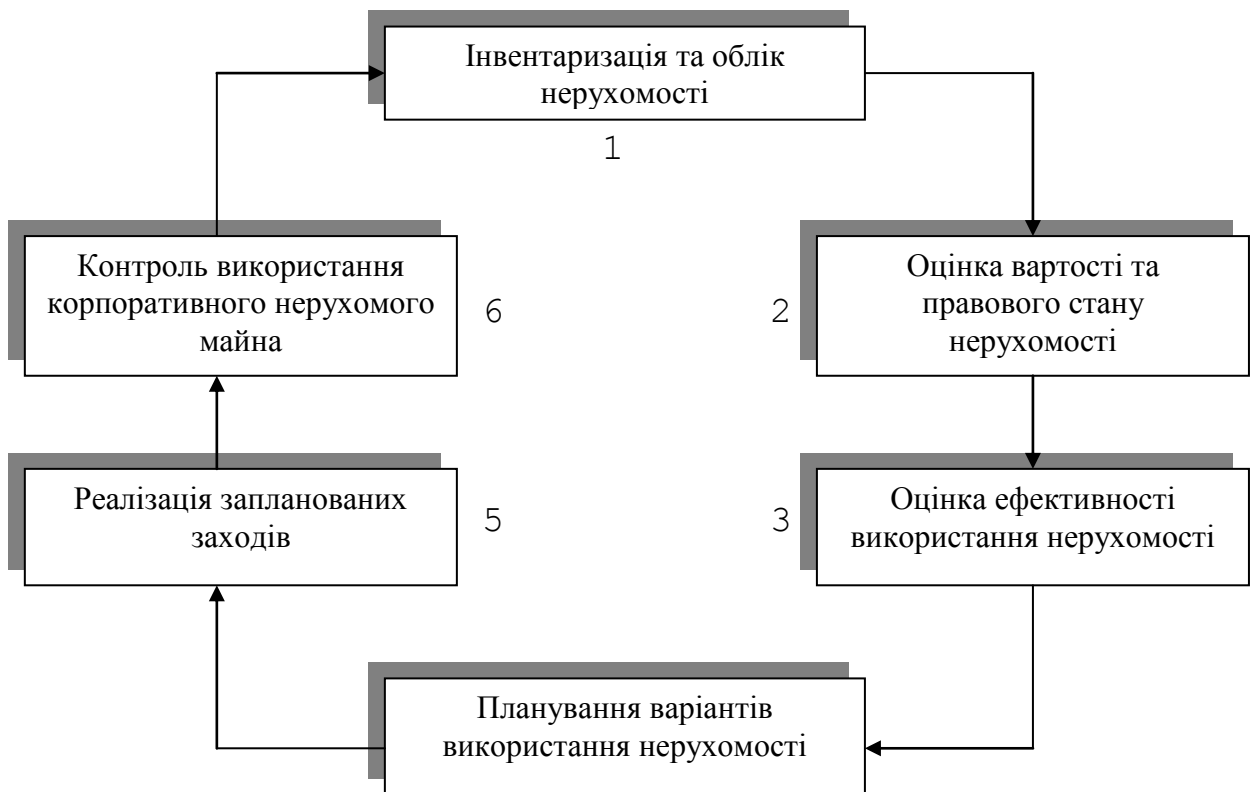 Інвентаризація та облік
нерухомості
1
Контроль використання
корпоративного нерухомого
майна
6
2
Оцінка вартості та
правового стану
нерухомості
Реалізація запланованих
заходів
5
3
Оцінка ефективності
використання нерухомості
Планування варіантів
використання нерухомості